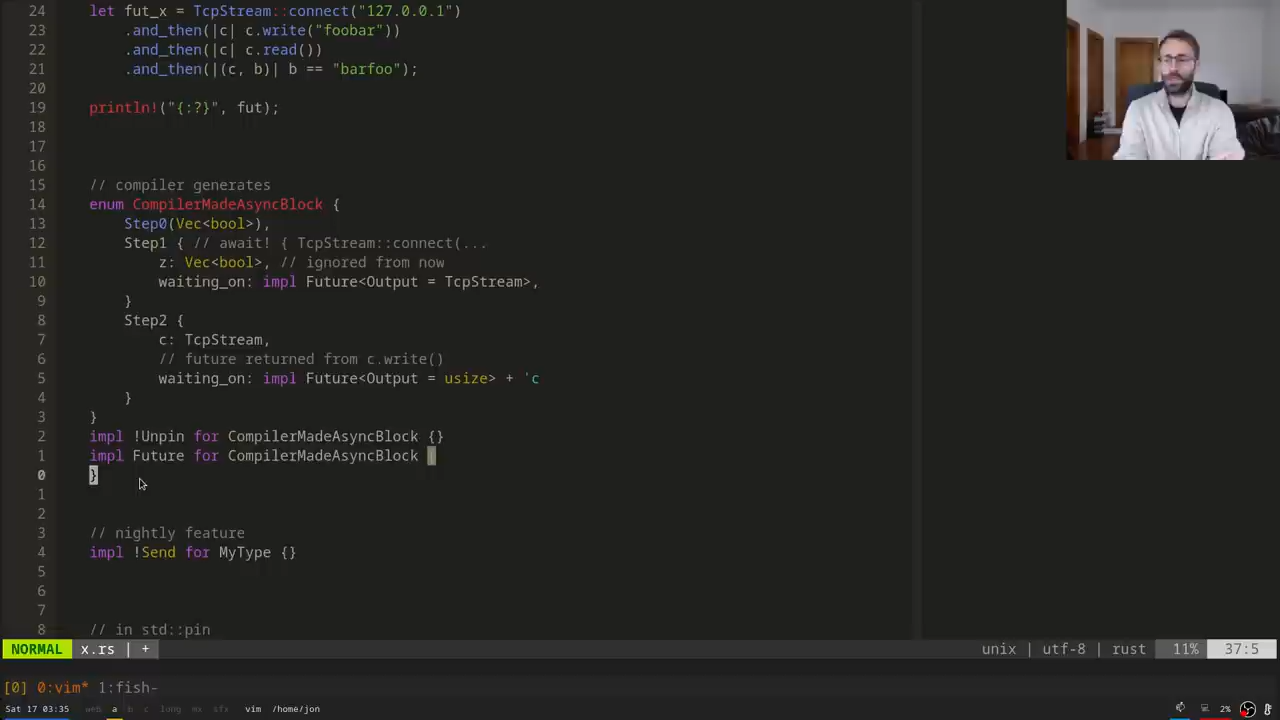 24 let fut_x = TcpStream::connect("127.0.0.1")
23 .and_then(|c| c.write("foobar"))
22 .and_then(|c| c.read())
21 .and_then(|(c, b)| b == "barfoo");
20
19 println!("{:?}", fut);
18
17
16
15 // compiler generates
14 enum CompilerMadeAsyncBlock {
13 Step0(Vec<bool>),
12 Step1 { // await! { TcpStream::connect(...
11 z: Vec<bool>, // ignored from now
10 waiting_on: impl Future<Output = TcpStream>,
9 }
8 Step2 {
7 c: TcpStream,
6 // future returned from c.write()
5 waiting_on: impl Future<Output = usize> + 'c
4 }
3 }
2 impl !Unpin for CompilerMadeAsyncBlock {}
1 impl Future for CompilerMadeAsyncBlock {
0 }
1
2
3 // nightly feature
4 impl !Send for MyType {}
5
6
7
8 // in std::pin
NORMAL x.rs | + unix | utf-8 | rust 11% 37:5
[0] 0:vim* 1:fish-
Sat 17 03:35 web a b c lung mx sfx vim /home/jon 2%